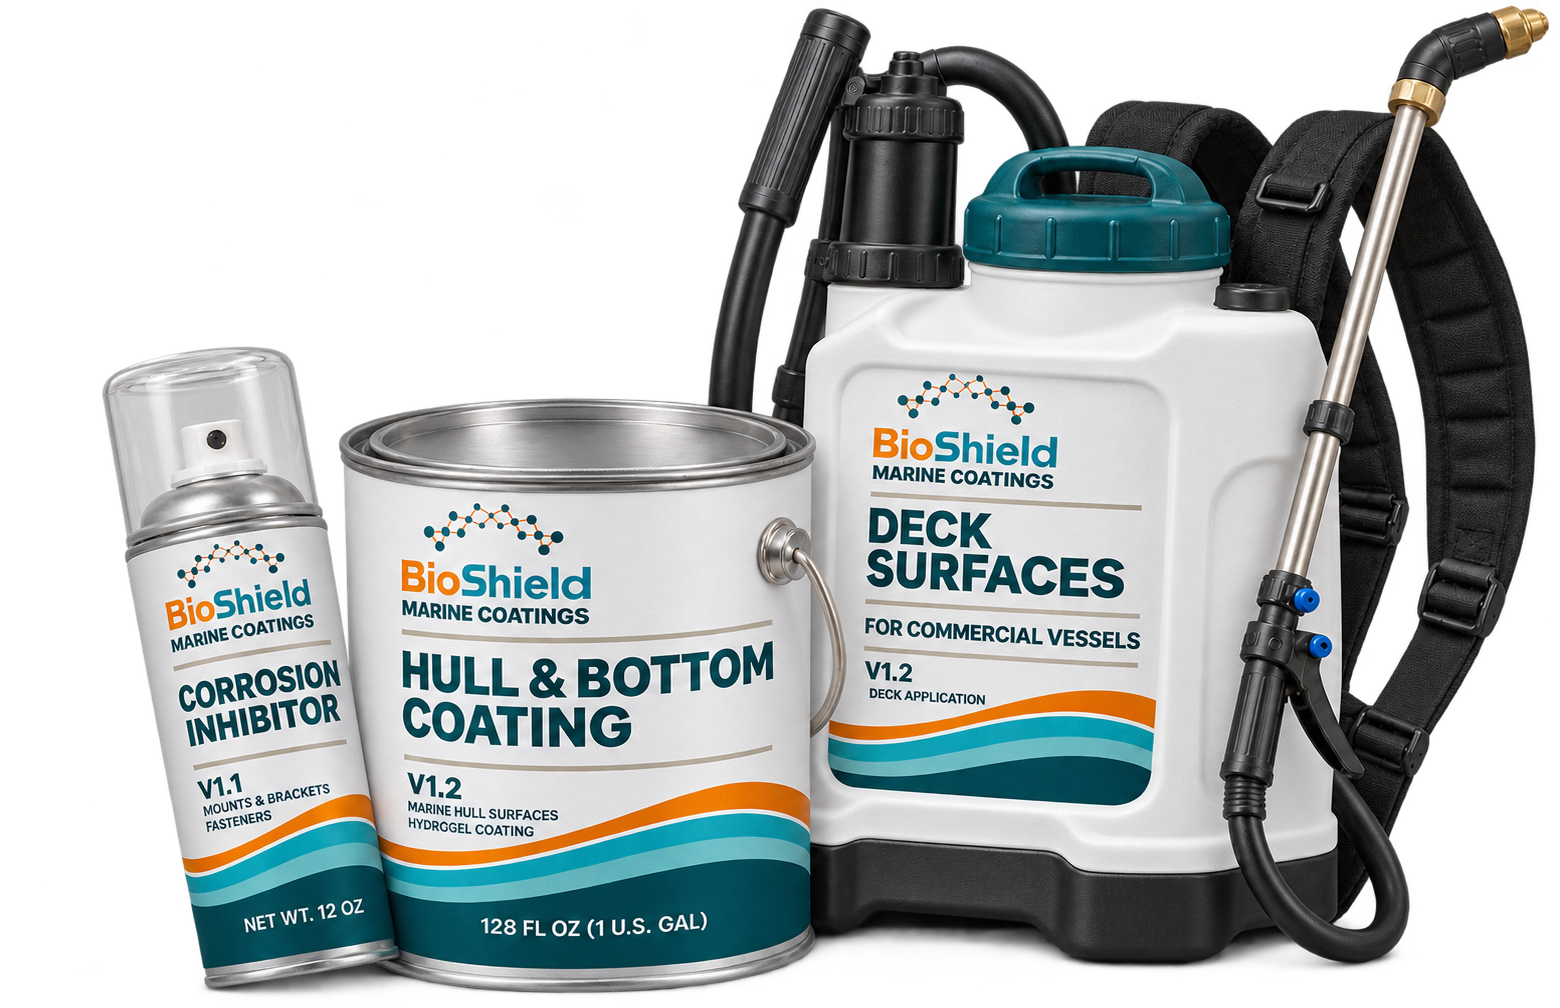 BioShield
MARINE COATINGS
CORROSION
INHIBITOR
V1.1
MOUNTS & BRACKETS
FASTENERS
NET WT. 12 OZ
BioShield
MARINE COATINGS
HULL & BOTTOM
COATING
V1.2
MARINE HULL SURFACES
HYDROGEL COATING
128 FL OZ (1 U.S. GAL)
BioShield
MARINE COATINGS
DECK
SURFACES
FOR COMMERCIAL VESSELS
V1.2
DECK APPLICATION